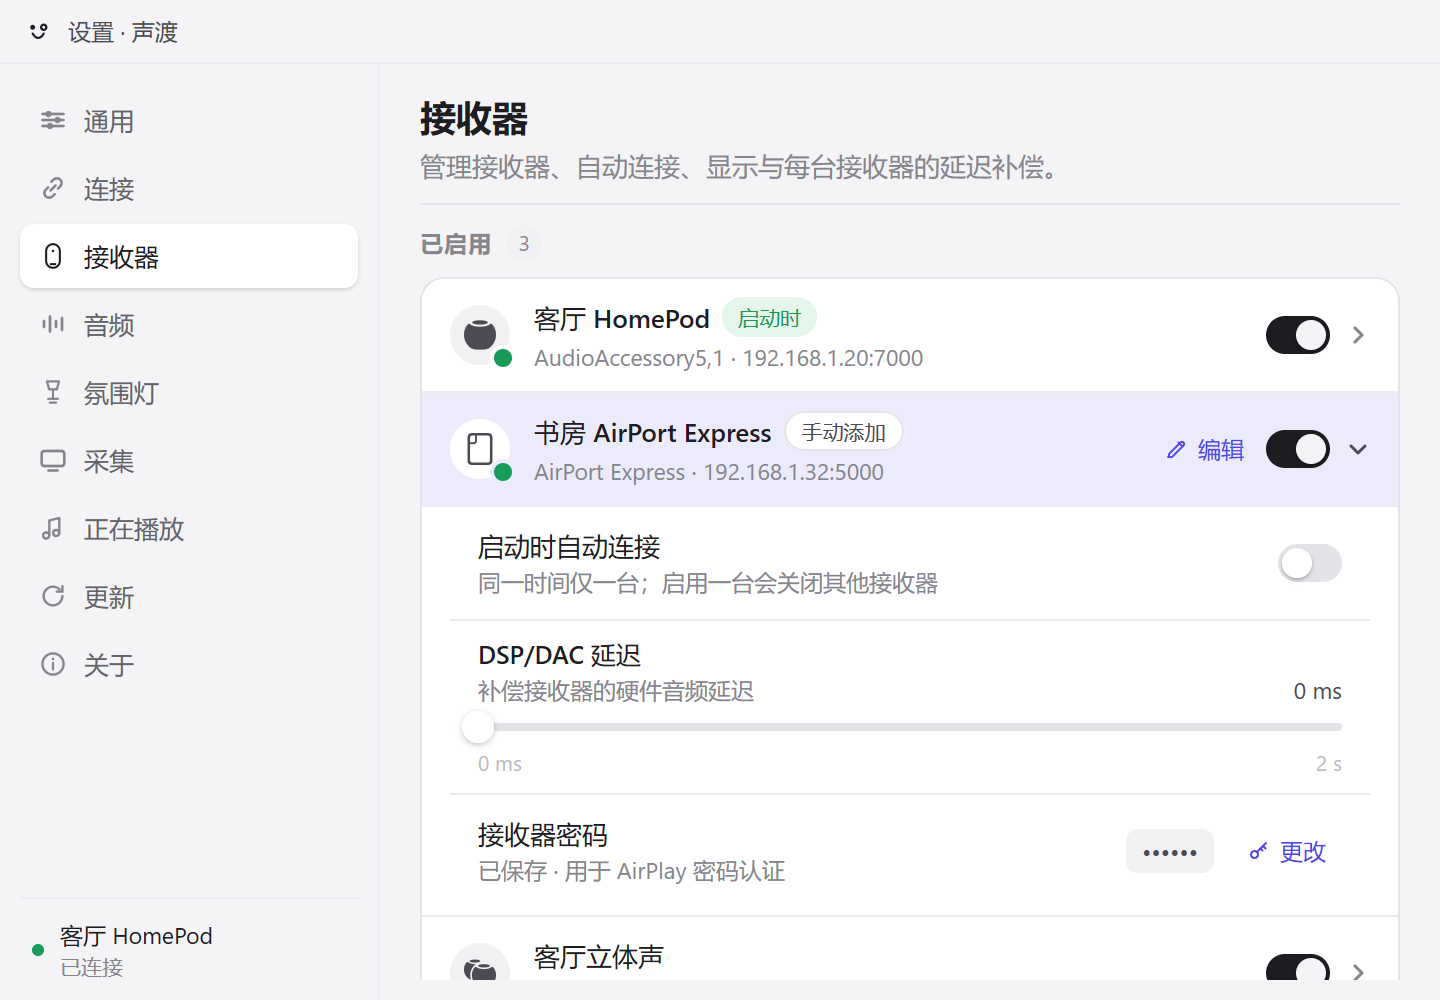 设置 · 声渡
通用
连接
接收器
音频
氛围灯
采集
正在播放
更新
关于
客厅 HomePod
已连接
接收器
管理接收器、自动连接、显示与每台接收器的延迟补偿。
已启用 3
客厅 HomePod 启动时
AudioAccessory5,1 · 192.168.1.20:7000
书房 AirPort Express 手动添加
AirPort Express · 192.168.1.32:5000
编辑
启动时自动连接
同一时间仅一台；启用一台会关闭其他接收器
DSP/DAC 延迟
补偿接收器的硬件音频延迟
0 ms
0 ms
2 s
接收器密码
已保存 · 用于 AirPlay 密码认证
••••••
更改
客厅立体声